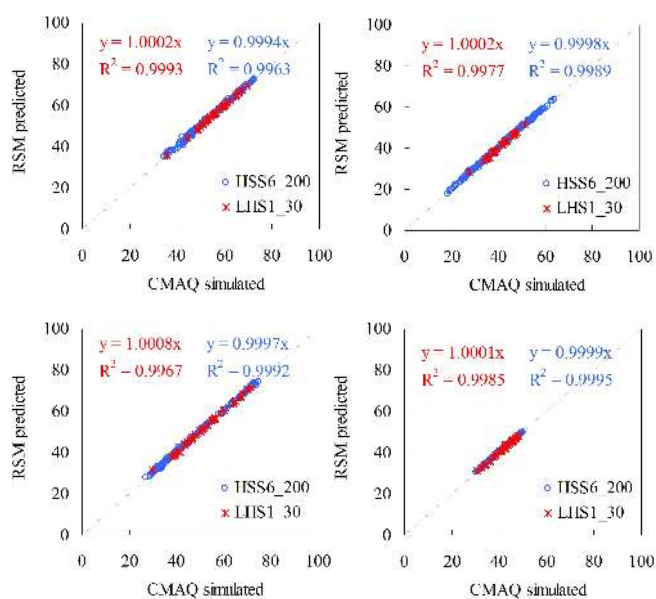 100
80
60
40
20
0
RSM predicted
y = 1.0002x
y = 0.9994x
R² = 0.9993
R² = 0.9963
HSS6_200
LHS1_30
0 20 40 60 80 100
CMAQ simulated
100
80
60
40
20
0
RSM predicted
y = 1.0002x
y = 0.9998x
R² = 0.9977
R² = 0.9989
HSS6_200
LHS1_30
0 20 40 60 80 100
CMAQ simulated
100
80
60
40
20
0
RSM predicted
y = 1.0008x
y = 0.9997x
R² – 0.9967
R² – 0.9992
HSS6_200
LHS1_30
0 20 40 60 80 100
CMAQ simulated
100
80
60
40
20
0
RSM predicted
y = 1.0001x
y = 0.9999x
R² – 0.9985
R² – 0.9995
HSS6_200
LHS1_30
0 20 40 60 80 100
CMAQ simulated